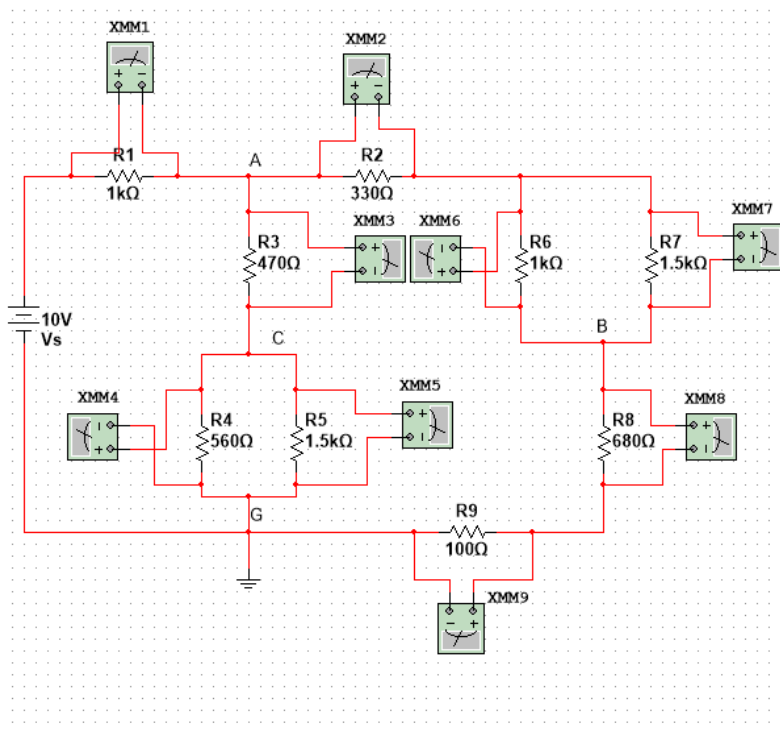 XMM1
XMM2
R1
1kΩ
A
R2
330Ω
XMM3
XMM6
XMM7
R3
470Ω
R6
1kΩ
R7
1.5kΩ
10V
Vs
C
B
XMM4
XMM5
XMM8
R4
560Ω
R5
1.5kΩ
R8
680Ω
G
R9
100Ω
XMM9